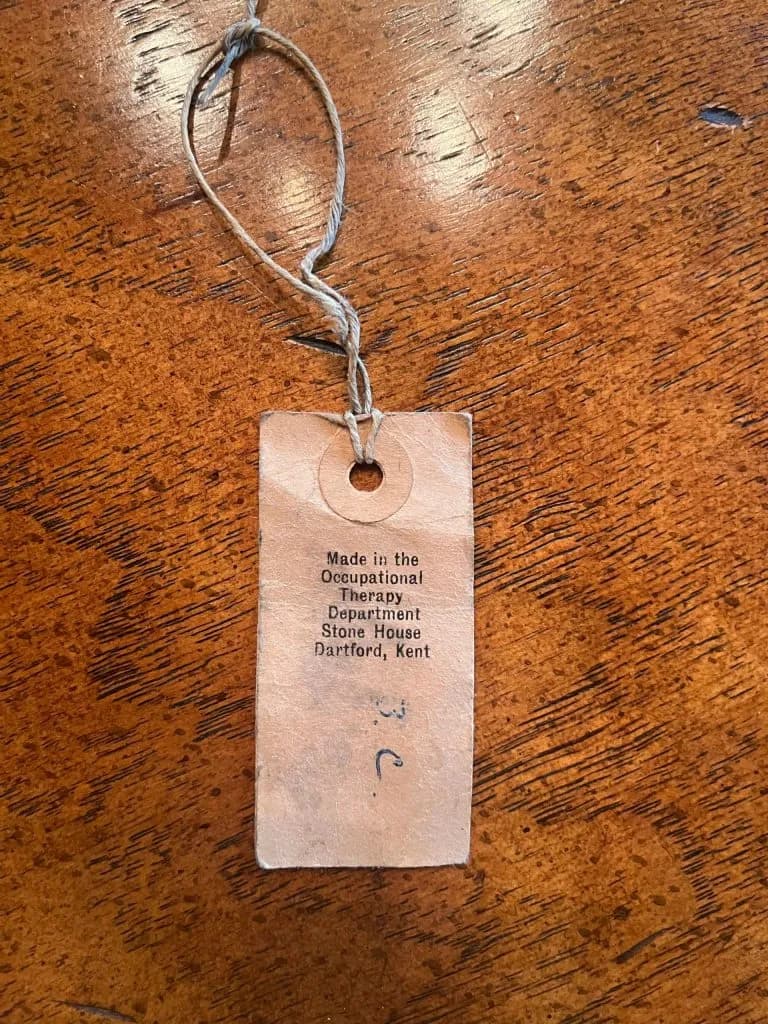 Made in the
Occupational
Therapy
Department
Stone House
Dartford, Kent
B. C.